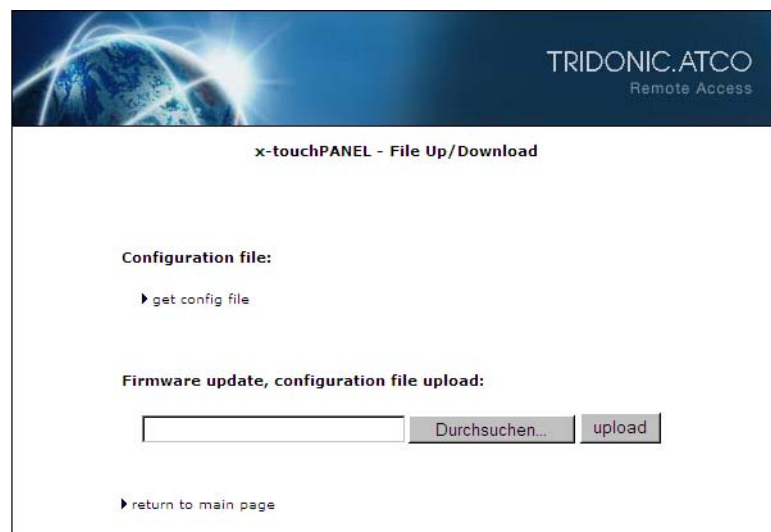 TRIDONIC.ATCO
Remote Access
x-touchPANEL - File Up/Download
Configuration file:
get config file
Firmware update, configuration file upload:
Durchsuchen... upload
return to main page